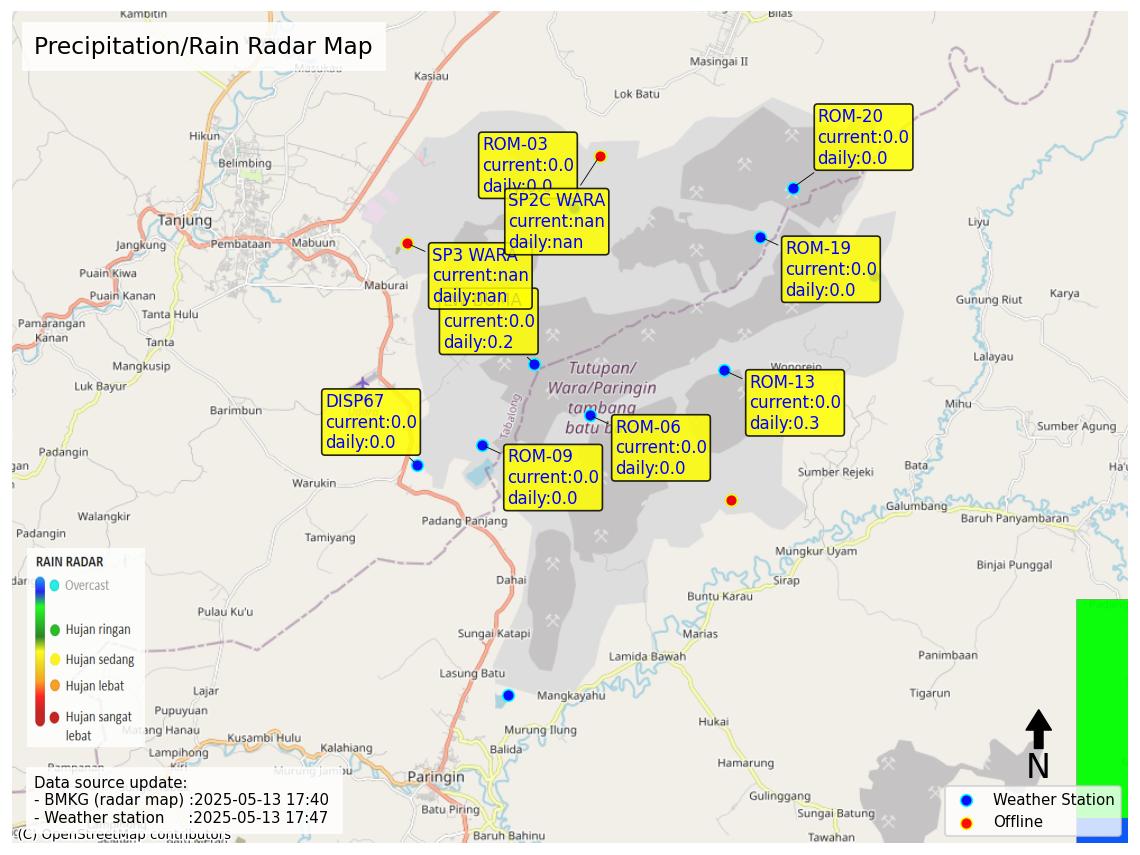 Precipitation/Rain Radar Map
Kambitin
Bilas
Masukau
Kasiau
Masingai II
Lok Batu
Hikun
Belimbing
ROM-03
current:0.0
daily:0.0
ROM-20
current:0.0
daily:0.0
SP2C WARA
current:nan
daily:nan
Tanjung
Jangkung
Pembataan
Mabuun
Liyu
SP3 WARA
current:nan
daily:nan
ROM-19
current:0.0
daily:0.0
Puain Kiwa
Maburai
Puain Kanan
Gunung Riut
Karya
Tanta Hulu
current:0.0
daily:0.2
Pamarangan
Kanan
Tanta
Mangkusip
Lalayau
Wonorejo
Luk Bayur
Tutupan/
Wara/Paringin
tambang
batu b
ROM-13
current:0.0
daily:0.3
Tabalong
Barimbun
DISP67
current:0.0
daily:0.0
Mihu
ROM-06
current:0.0
daily:0.0
Sumber Agung
Padangin
ROM-09
current:0.0
daily:0.0
Bata
Sumber Rejeki
Warukin
Galumbang
Walangkir
Padang Panjang
Baruh Panyambaran
Padangin
Tamiyang
Mungkur Uyam
Binjai Punggal
RAIN RADAR
Overcast
Hujan ringan
Hujan sedang
Hujan lebat
Hujan sangat
lebat
Dahai
Sirap
Buntu Karau
Pulau Ku'u
Sungai Katapi
Marias
Lamida Bawah
Panimbaan
Lasung Batu
Lajar
Mangkayahu
Tigarun
Pupuyuan
Matang Hanau
Kusambi Hulu
Murung Ilung
Hukai
Lampihong
Kalahiang
Balida
Hamarung
Murung Jambu
Paringin
N
Gulinggang
Batu Piring
Sungai Batung
Baruh Bahinu
Tawahan
Data source update:
- BMKG (radar map) :2025-05-13 17:40
- Weather station :2025-05-13 17:47
(C) OpenStreetMap contributors
Weather Station
Offline